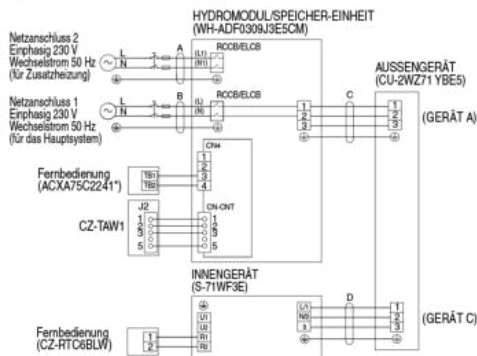 HYDROMODUL/SPEICHER-EINHEIT
(WH-ADF0309J3E5CM)
Netzanschluss 2
Einphasig 230 V
Wechselstrom 50 Hz
(für Zusatzheizung)
L
N
A
(L1)
(N1)
RCCB/ELCB
AUSSENGERÄT
(CU-2WZ71 YBE5)
Netzanschluss 1
Einphasig 230 V
Wechselstrom 50 Hz
(für das Hauptsystem)
L
N
B
(L)
(N)
RCCB/ELCB
1
2
3
C
1
2
3
(GERÄT A)
CN4
1
2
3
4
Fernbedienung
(ACXA75C2241*)
TB1
TB2
CZ-TAW1
J2
1
2
3
5
CN-CNT
1
2
3
5
INNENGERÄT
(S-71WF3E)
U1
U2
R1
R2
U1
3
D
1
2
3
(GERÄT C)
Fernbedienung
(CZ-RTC6BLW)
1
2